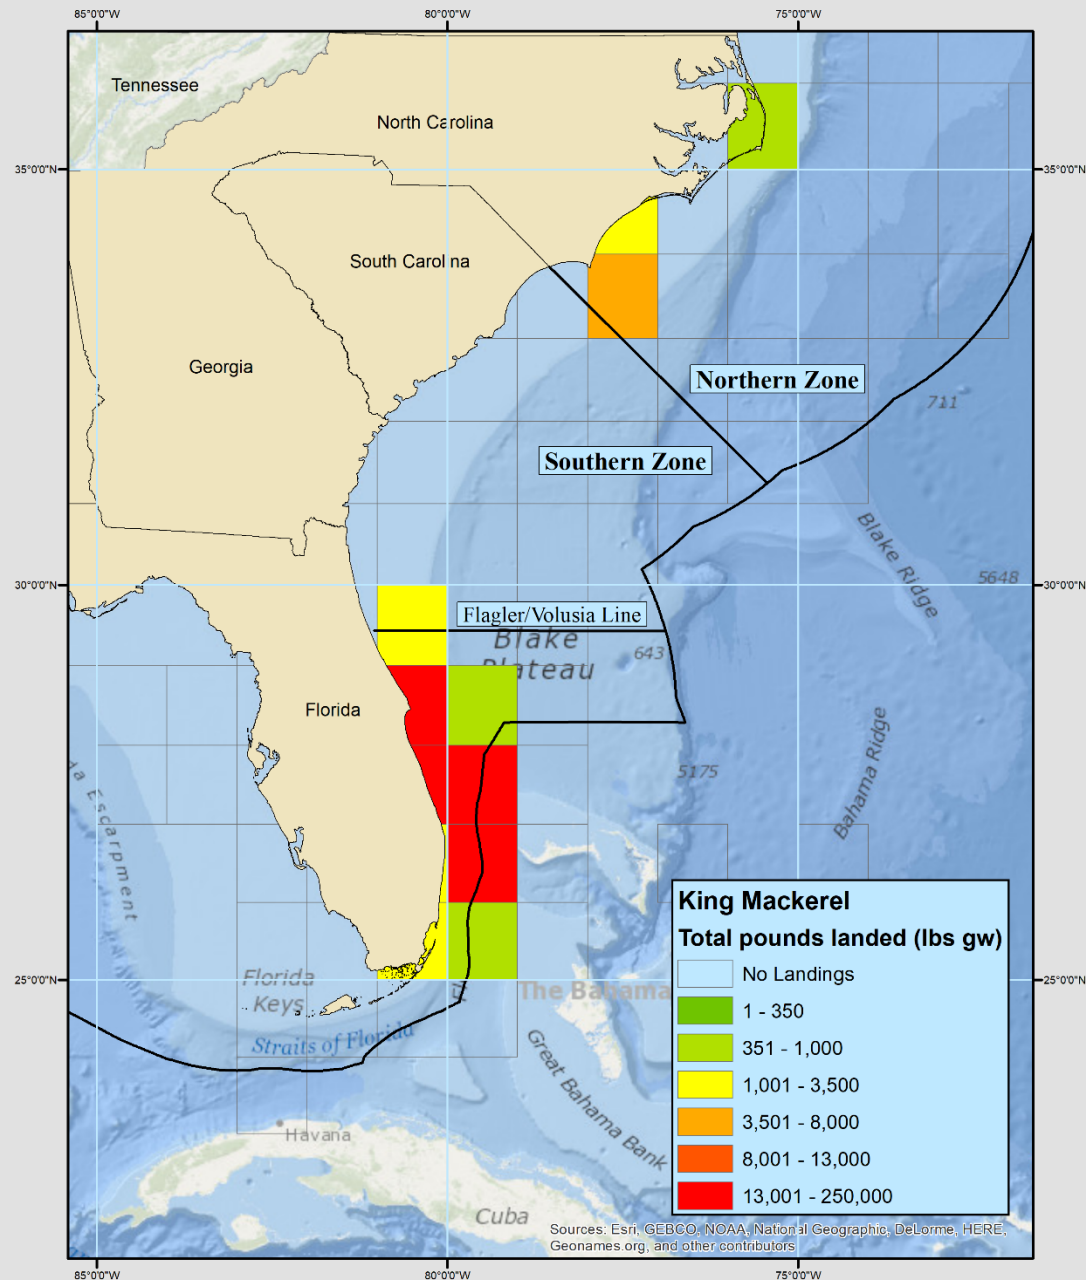 85°0'0"W 80°0'0"W 75°0'0"W
Tennessee
North Carolina
35°0'0"N 35°0'0"N
South Carolina
Georgia
Northern Zone
711
Southern Zone
Blake Ridge
5648
30°0'0"N 30°0'0"N
Flagler/Volusia Line
Blake
Plateau
643
Florida
Bahama Ridge
5175
da Escarpment
King Mackerel
Total pounds landed (lbs gw)
No Landings
1 - 350
351 - 1,000
1,001 - 3,500
3,501 - 8,000
8,001 - 13,000
13,001 - 250,000
25°0'0"N
Florida
Keys
The Bahama
Straits of Florida
Great Bahama Bank
Havana
Cuba
Sources: Esri, GEBCO, NOAA, National Geographic, DeLorme, HERE,
Geonames.org, and other contributors
25°0'0"N
85°0'0"W 80°0'0"W 75°0'0"W